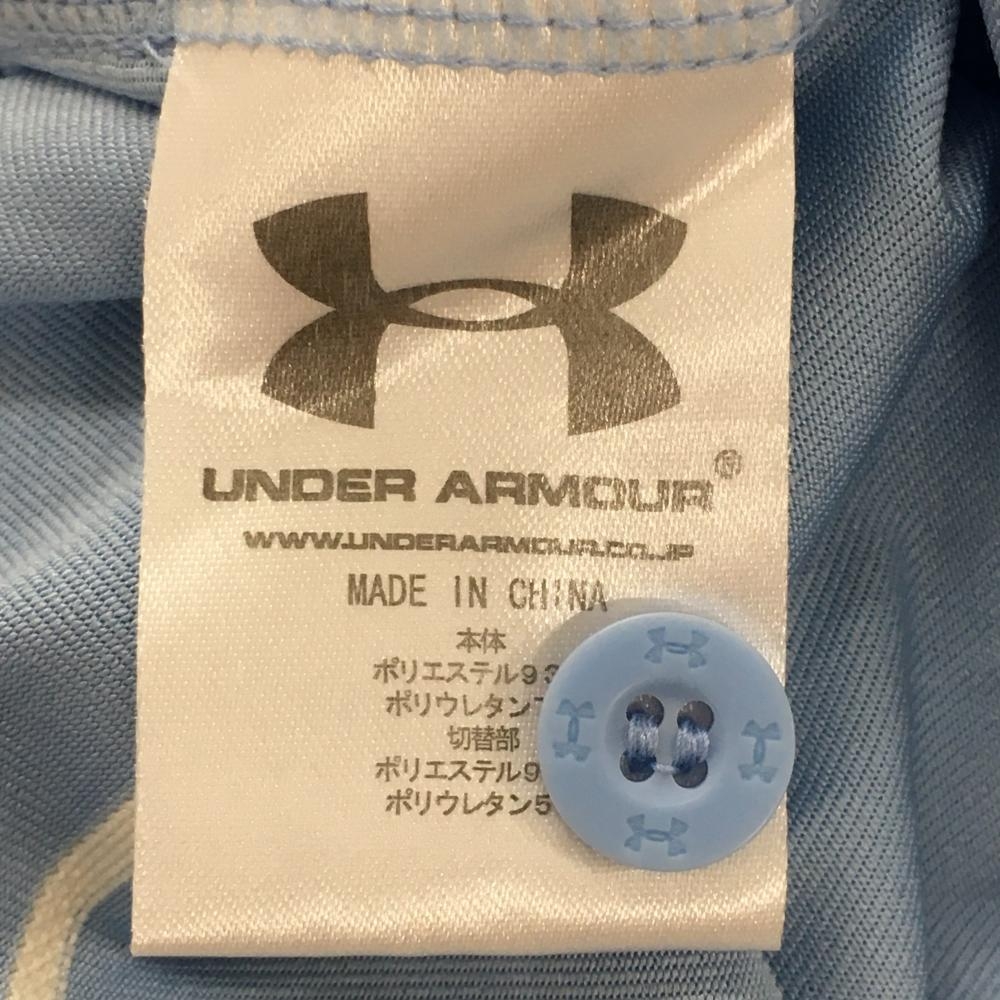 UNDER ARMOUR®
WWW.UNDERARMOUR.CO.JP
MADE IN CHINA
本体
ポリエステル93
ポリウレタン7
切替部
ポリエステル9
ポリウレタン5